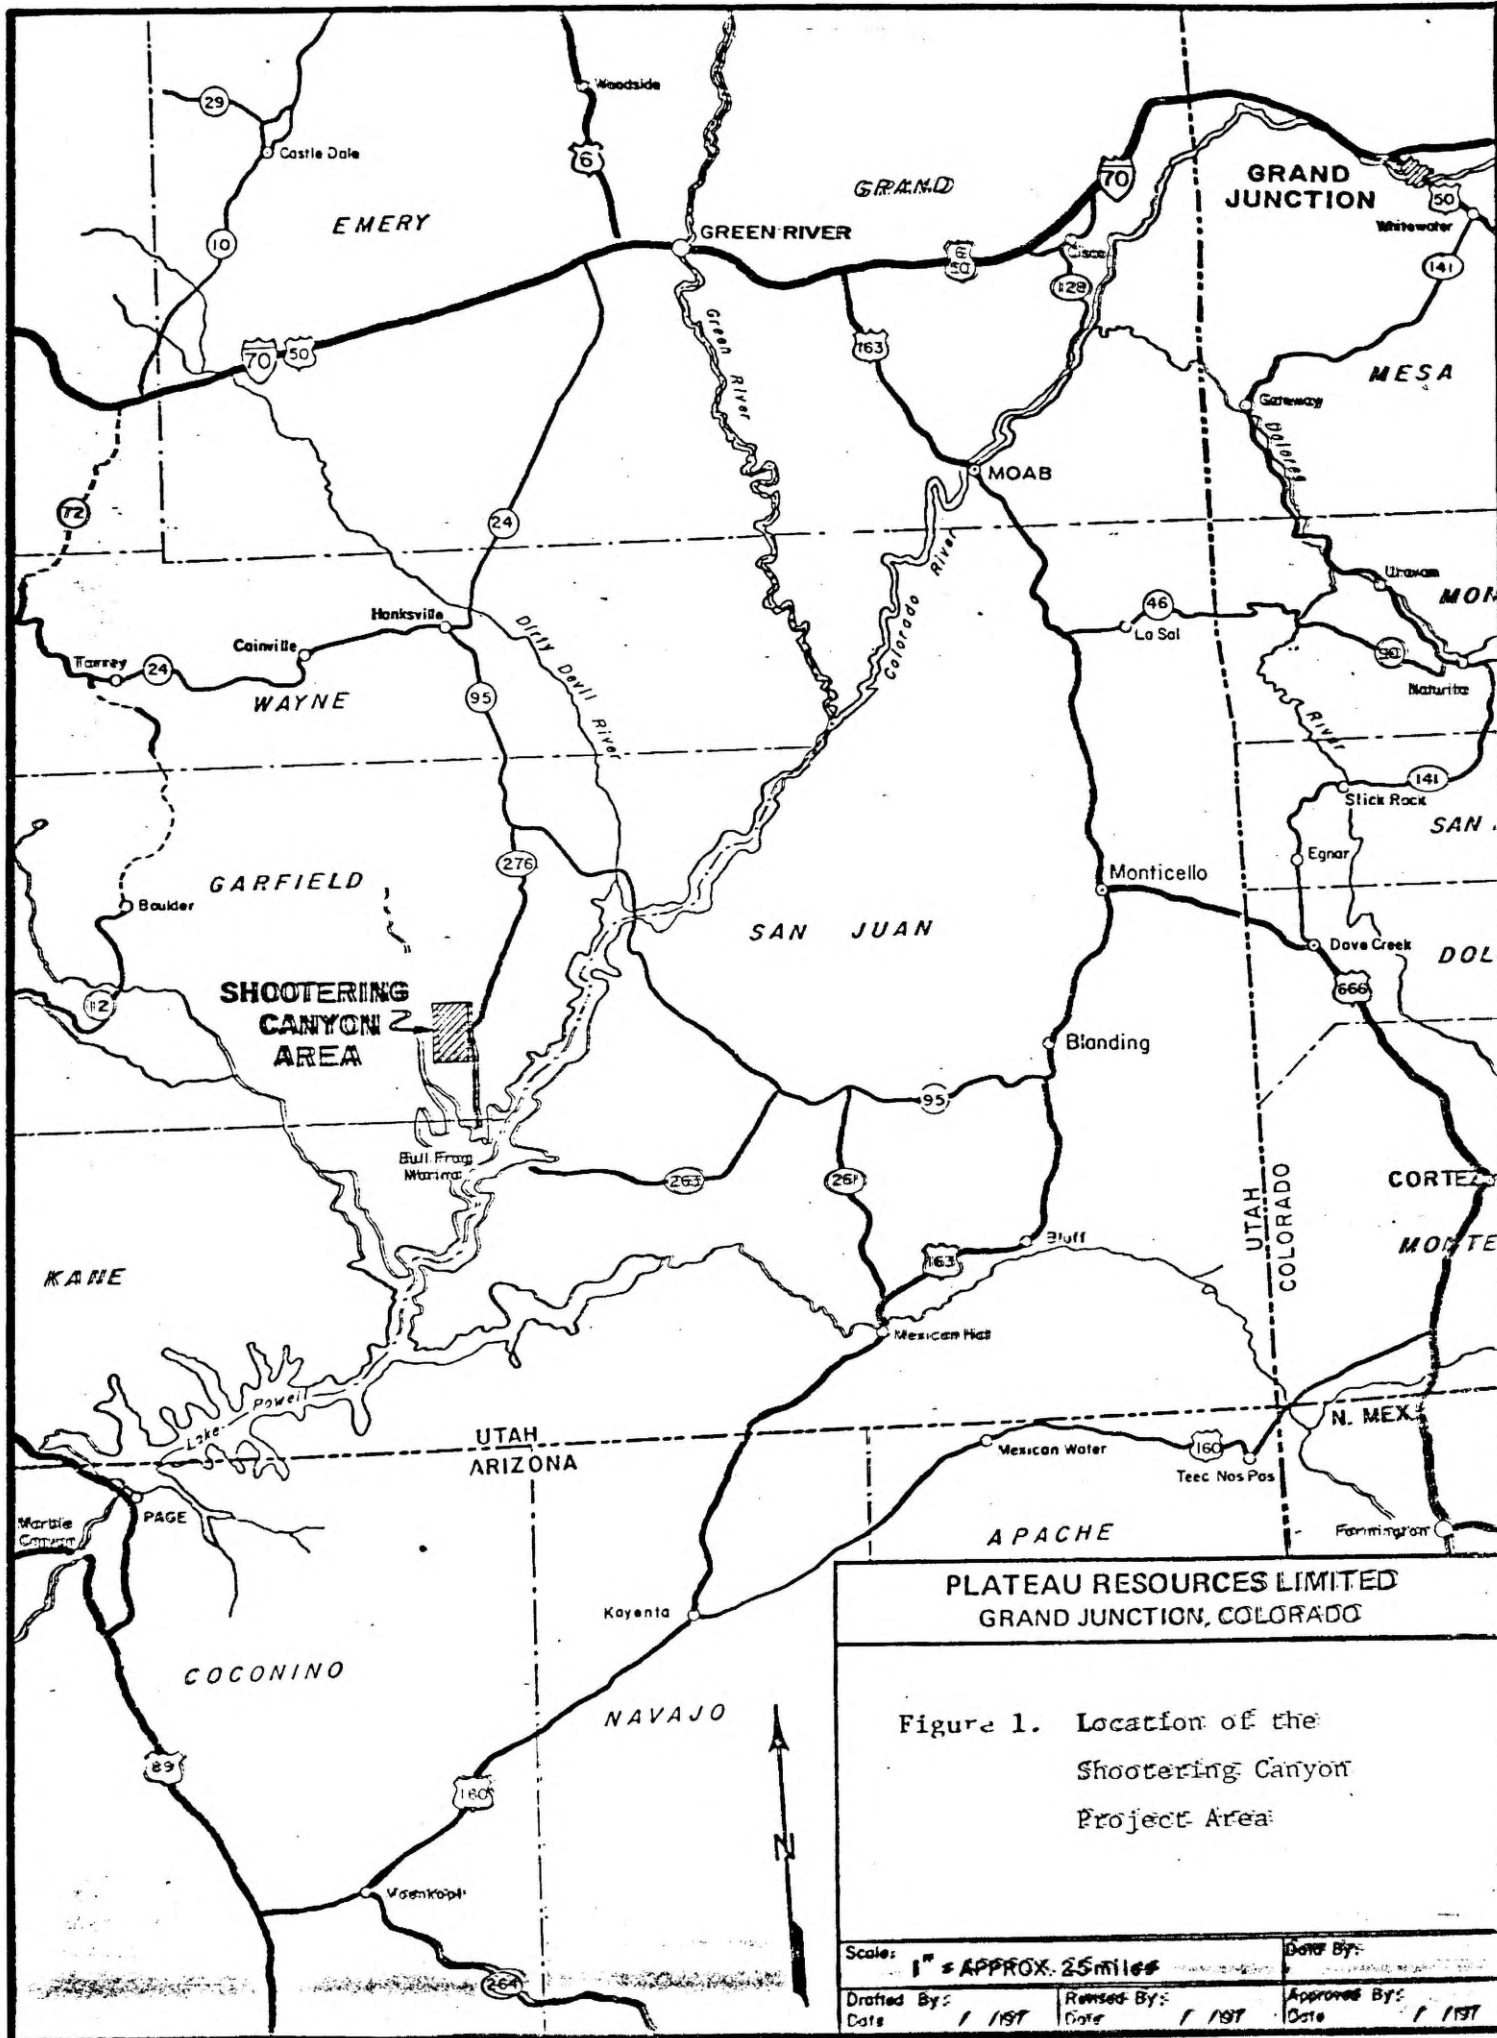 29
Woodside
Castle Dale
6
GRAND
70
GRAND
JUNCTION
50
Whitewater
EMERY
10
GREEN RIVER
6
50
Cisco
128
141
70
50
Green
River
163
MESA
Gateway
Dolores
MOAB
72
24
Colorado
River
Uravan
MON
Hanksville
Dirty Devil
River
46
La Sal
90
Naturita
Cainville
Torrey
24
WAYNE
95
River
141
Slick Rock
SAN
276
Egnar
GARFIELD
Boulder
Monticello
SAN JUAN
Dove Creek
DOL
SHOOTERING
CANYON
AREA
12
666
Blanding
95
Bull Frog
Marina
263
261
UTAH
COLORADO
CORTEZ
Bluff
163
MONTE
KANE
Mexican Hat
Lake Powell
N. MEX.
UTAH
ARIZONA
Mexican Water
160
Teec Nos Pos
Marble
Canyon
PAGE
APACHE
Farmington
PLATEAU RESOURCES LIMITED
GRAND JUNCTION, COLORADO
Kayenta
COCONINO
NAVAJO
Figure 1. Location of the
Shootering Canyon
Project Area
89
160
N
Moenkopi
264
Scale: 1" = APPROX. 25 miles
Data By:
Drafted By:
Date / /197
Revised By:
Date / /197
Approved By:
Date / /197